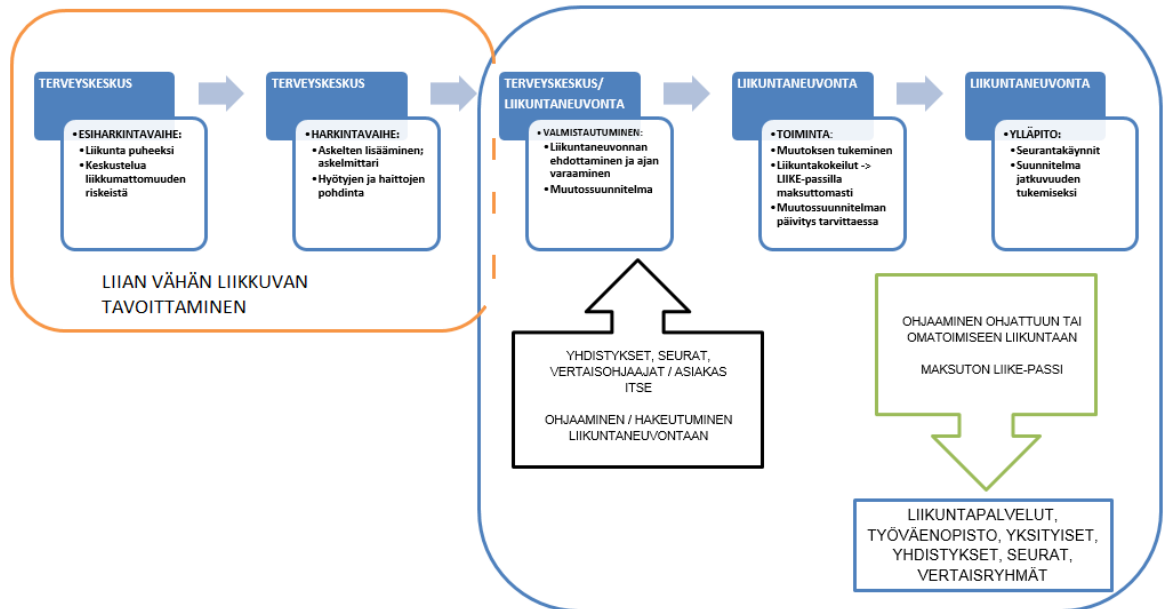 TERVEYSKESKUS
•ESIHARKINTAVAIHE:
•Liikunta puheeksi
•Keskustelua
liikkumattomuuden
riskeistä
TERVEYSKESKUS
•HARKINTAVAIHE:
•Askelten lisääminen;
askelmittari
•Hyötyjen ja haittojen
pohdinta
TERVEYSKESKUS/
LIIKUNTANEUVONTA
•VALMISTAUTUMINEN:
•Liikuntaneuvonnan
ehdottaminen ja ajan
varaaminen
•Muutossuunnitelma
LIIKUNTANEUVONTA
•TOIMINTA:
•Muutoksen tukeminen
•Liikuntakokeilut ->
LIIKE-passilla
maksuttomasti
•Muutossuunnitelman
päivitys tarvittaessa
LIIKUNTANEUVONTA
•YLLÄPITO:
•Seurantakäynnit
•Suunnitelma
jatkuvuuden
tukemiseksi
LIIAN VÄHÄN LIIKKUVAN
TAVOITTAMINEN
YHDISTYKSET, SEURAT,
VERTAISOHJAAJAT / ASIAKAS
ITSE
OHJAAMINEN / HAKEUTUMINEN
LIIKUNTANEUVONTAAN
OHJAAMINEN OHJATTUUN TAI
OMATOIMISEEN LIIKUNTAAN
MAKSUTON LIIKE-PASSI
LIIKUNTAPALVELUT,
TYÖVÄENOPISTO, YKSITYISET,
YHDISTYKSET, SEURAT,
VERTAISRYHMÄT